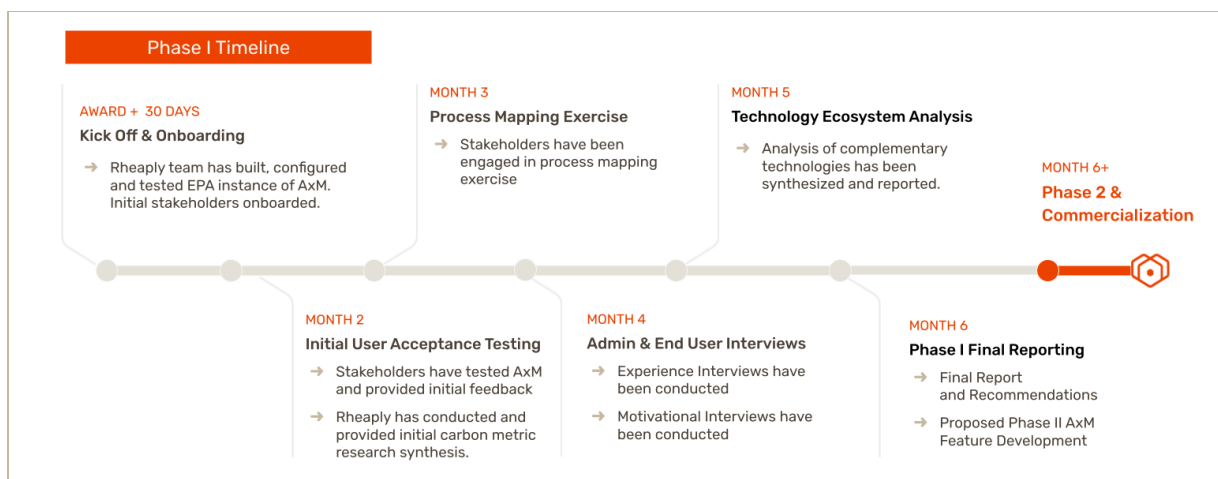 Phase I Timeline
AWARD + 30 DAYS
Kick Off & Onboarding
→ Rheaply team has built, configured
and tested EPA instance of AxM.
Initial stakeholders onboarded.
MONTH 2
Initial User Acceptance Testing
→ Stakeholders have tested AxM
and provided initial feedback
→ Rheaply has conducted and
provided initial carbon metric
research synthesis.
MONTH 3
Process Mapping Exercise
→ Stakeholders have been
engaged in process mapping
exercise
MONTH 4
Admin & End User Interviews
→ Experience Interviews have
been conducted
→ Motivational Interviews have
been conducted
MONTH 5
Technology Ecosystem Analysis
→ Analysis of complementary
technologies has been
synthesized and reported.
MONTH 6
Phase I Final Reporting
→ Final Report
and Recommendations
→ Proposed Phase II AxM
Feature Development
MONTH 6+
Phase 2 &
Commercialization